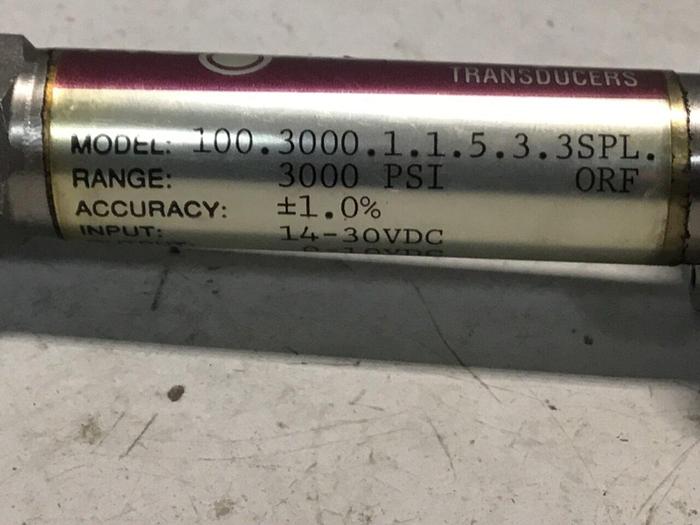 TRANSDUCERS
MODEL: 100.3000.1.1.5.3.3SPL.
RANGE: 3000 PSI ORF
ACCURACY: ±1.0%
INPUT: 14-30VDC